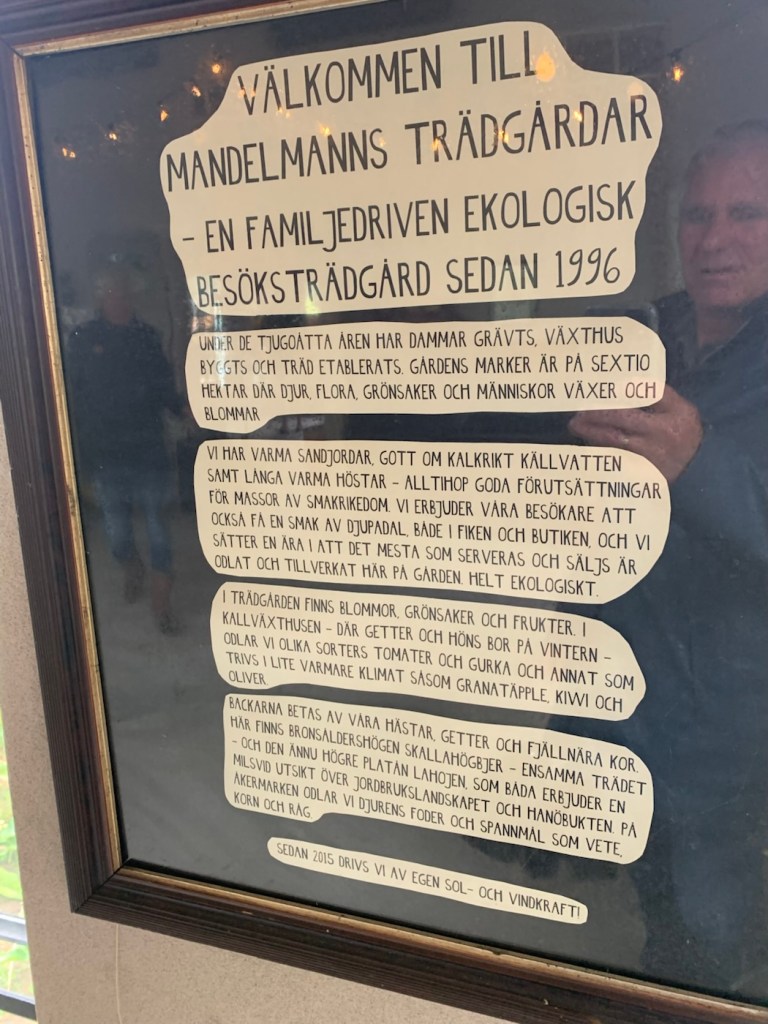 VÄLKOMMEN TILL
MANDELMANNS TRÄDGÅRDAR
- EN FAMILJEDRIVEN EKOLOGISK
BESÖKSTRÄDGÅRD SEDAN 1996
UNDER DE TJUGOÅTTA ÅREN HAR DAMMAR GRÄVTS, VÄXTHUS
BYGGTS OCH TRÄD ETABLERATS. GÅRDENS MARKER ÄR PÅ SEXTIO
HEKTAR DÄR DJUR, FLORA, GRÖNSAKER OCH MÄNNISKOR VÄXER OCH
BLOMMAR
VI HAR VARMA SANDJORDAR, GOTT OM KALKRIKT KÄLLVATTEN
SAMT LÅNGA VARMA HÖSTAR - ALLTIHOP GODA FÖRUTSÄTTNINGAR
FÖR MASSOR AV SMAKRIKEDOM. VI ERBJUDER VÅRA BESÖKARE ATT
OCKSÅ FÅ EN SMAK AV DJUPADAL, BÅDE I FIKEN OCH BUTIKEN, OCH VI
SÄTTER EN ÄRA I ATT DET MESTA SOM SERVERAS OCH SÄLJS ÄR
ODLAT OCH TILLVERKAT HÄR PÅ GÅRDEN. HELT EKOLOGISKT.
I TRÄDGÅRDEN FINNS BLOMMOR, GRÖNSAKER OCH FRUKTER. I
KALLVÄXTHUSEN - DÄR GETTER OCH HÖNS BOR PÅ VINTERN -
ODLAR VI OLIKA SORTERS TOMATER OCH GURKA OCH ANNAT SOM
TRIVS I LITE VARMARE KLIMAT SÅSOM GRANATÄPPLE, KIWI OCH
OLIVER.
BACKARNA BETAS AV VÅRA HÄSTAR, GETTER OCH FJÄLLNÄRA KOR.
HÄR FINNS BRONSÅLDERSHÖGEN SKALLAHÖGBJER - ENSAMMA TRÄDET
- OCH DEN ÄNNU HÖGRE PLATÅN LAHOJEN, SOM BÅDA ERBJUDER EN
MILSVID UTSIKT ÖVER JORDBRUKSLANDSKAPET OCH HANÖBUKTEN. PÅ
ÅKERMARKEN ODLAR VI DJURENS FODER OCH SPANNMÅL SOM VETE,
KORN OCH RÅG.
SEDAN 2015 DRIVS VI AV EGEN SOL- OCH VINDKRAFT!